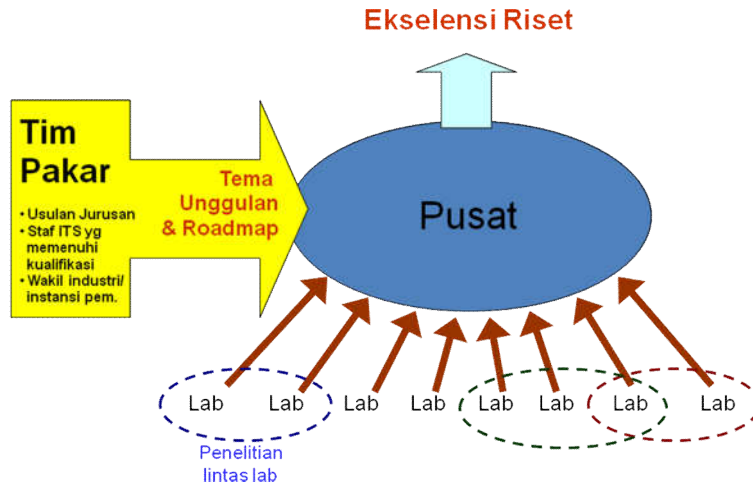 Ekselensi Riset
Tim
Pakar
• Usulan Jurusan
• Staf ITS yg
memenuhi
kualifikasi
• Wakil industri/
instansi pem.
Tema
Unggulan
& Roadmap
Pusat
Lab Lab Lab Lab Lab Lab Lab Lab
Penelitian
lintas lab